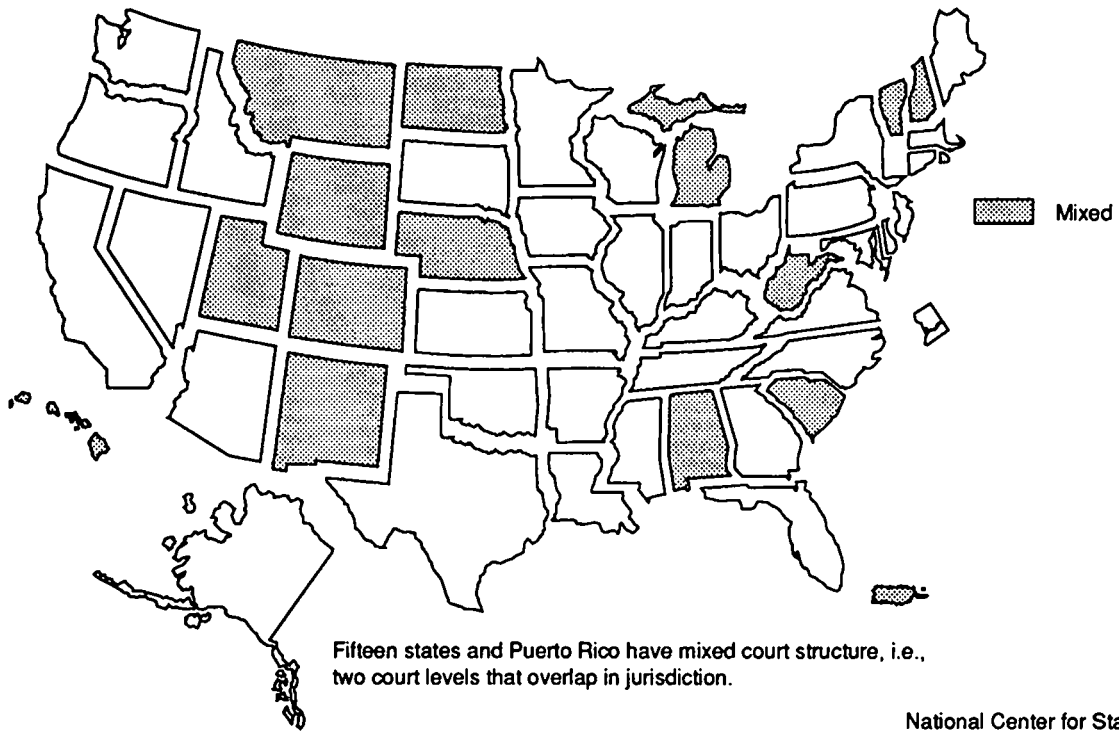 Mixed
Fifteen states and Puerto Rico have mixed court structure, i.e.,
two court levels that overlap in jurisdiction.
National Center for Sta